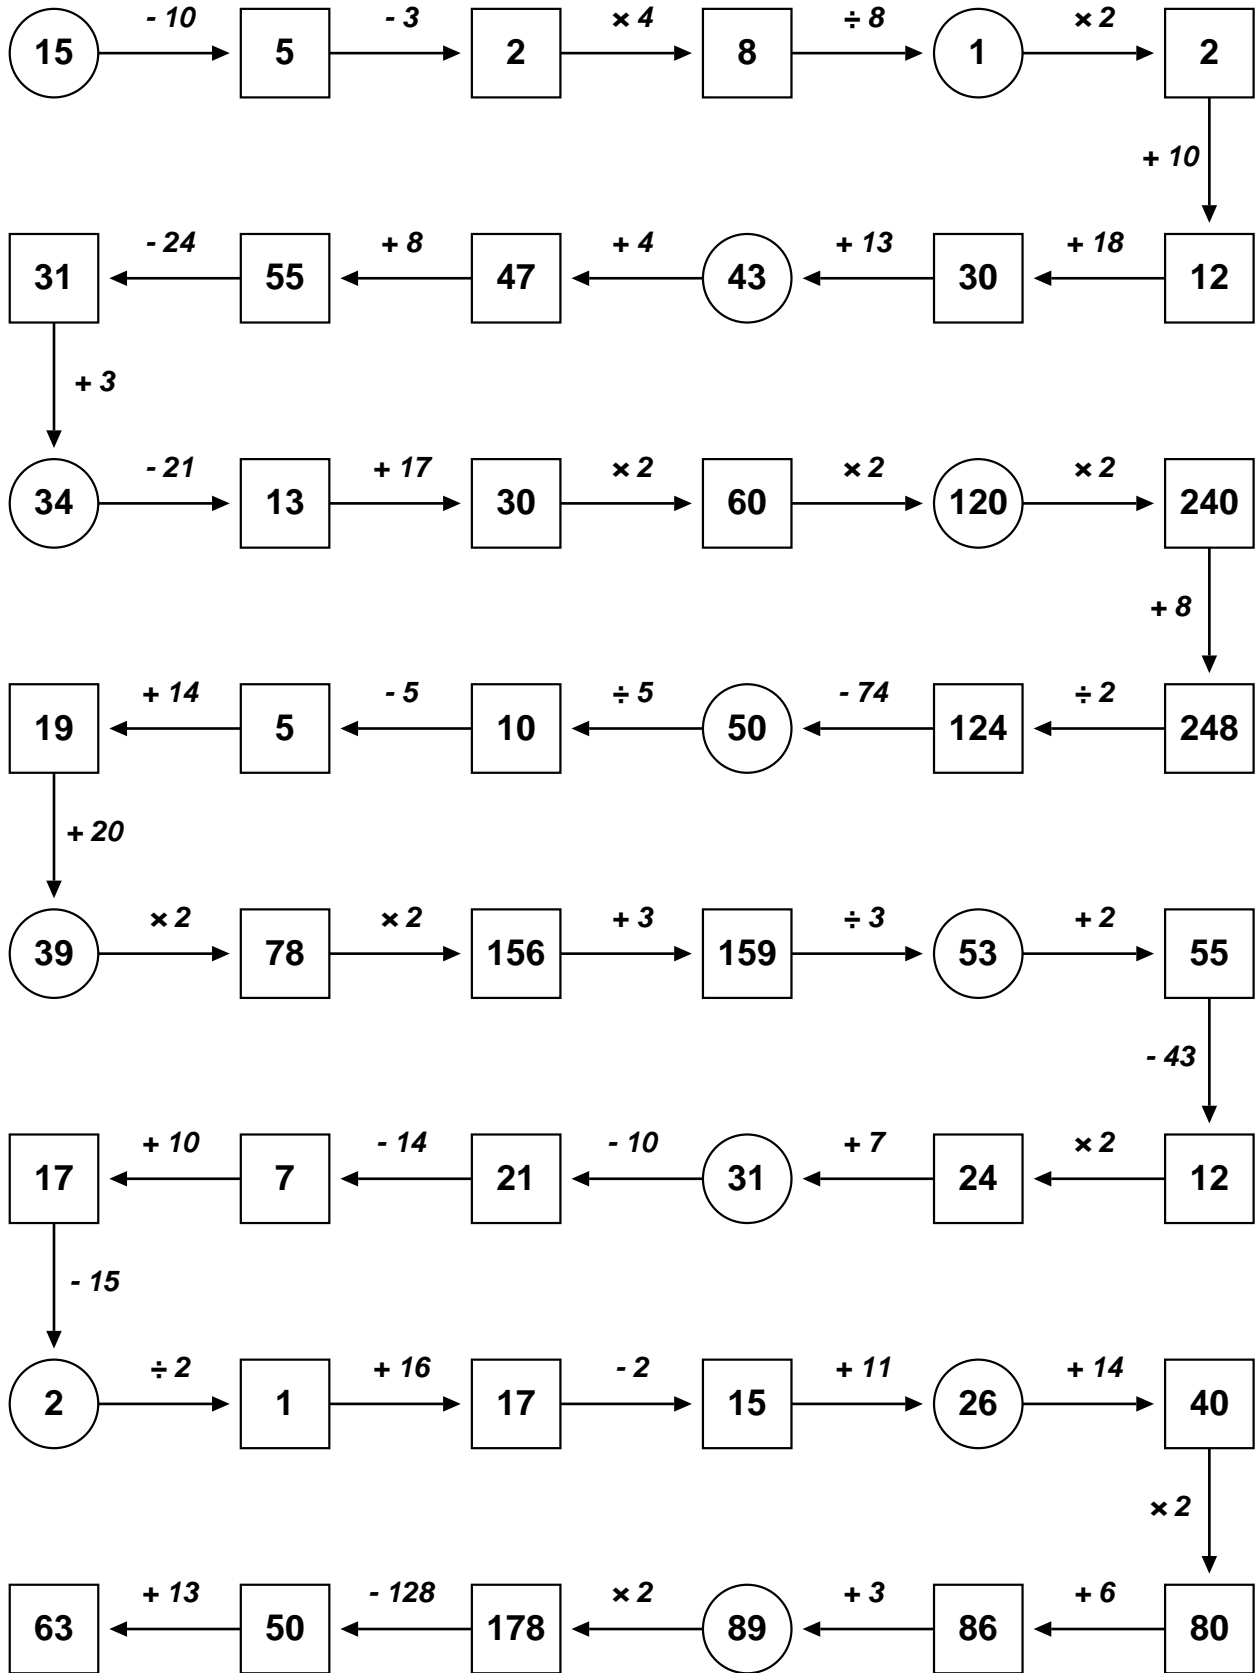 - 10 - 3 × 4 ÷ 8 × 2
15 5 2 8 1 2
+ 10
- 24 + 8 + 4 + 13 + 18
31 55 47 43 30 12
+ 3
- 21 + 17 × 2 × 2 × 2
34 13 30 60 120 240
+ 8
+ 14 - 5 ÷ 5 - 74 ÷ 2
19 5 10 50 124 248
+ 20
× 2 × 2 + 3 ÷ 3 + 2
39 78 156 159 53 55
- 43
+ 10 - 14 - 10 + 7 × 2
17 7 21 31 24 12
- 15
÷ 2 + 16 - 2 + 11 + 14
2 1 17 15 26 40
× 2
+ 13 - 128 × 2 + 3 + 6
63 50 178 89 86 80